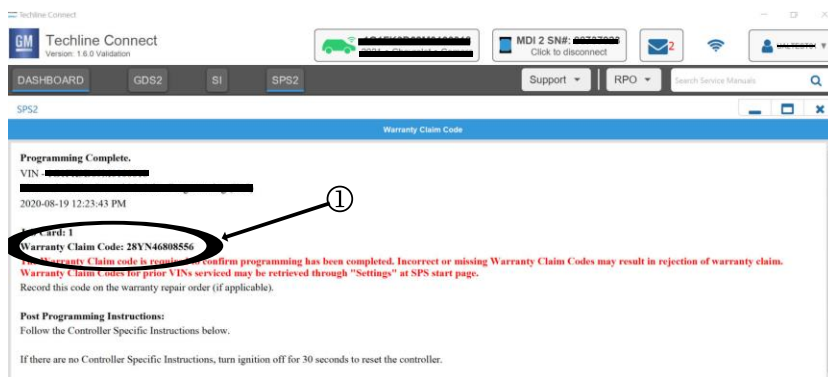 Techline Connect
GM
Techline Connect
Version: 1.6.0 Validation
MDI 2 SN#:
Click to disconnect
2
DASHBOARD GDS2 SI SPS2 Support RPO Search Service Manuals
SPS2
Warranty Claim Code
Programming Complete.
VIN -
2020-08-19 12:23:43 PM
①
Card: 1
Warranty Claim Code: 28YN46808556
The Warranty Claim code is required to confirm programming has been completed. Incorrect or missing Warranty Claim Codes may result in rejection of warranty claim.
Warranty Claim Codes for prior VINs serviced may be retrieved through "Settings" at SPS start page.
Record this code on the warranty repair order (if applicable).
Post Programming Instructions:
Follow the Controller Specific Instructions below.
If there are no Controller Specific Instructions, turn ignition off for 30 seconds to reset the controller.